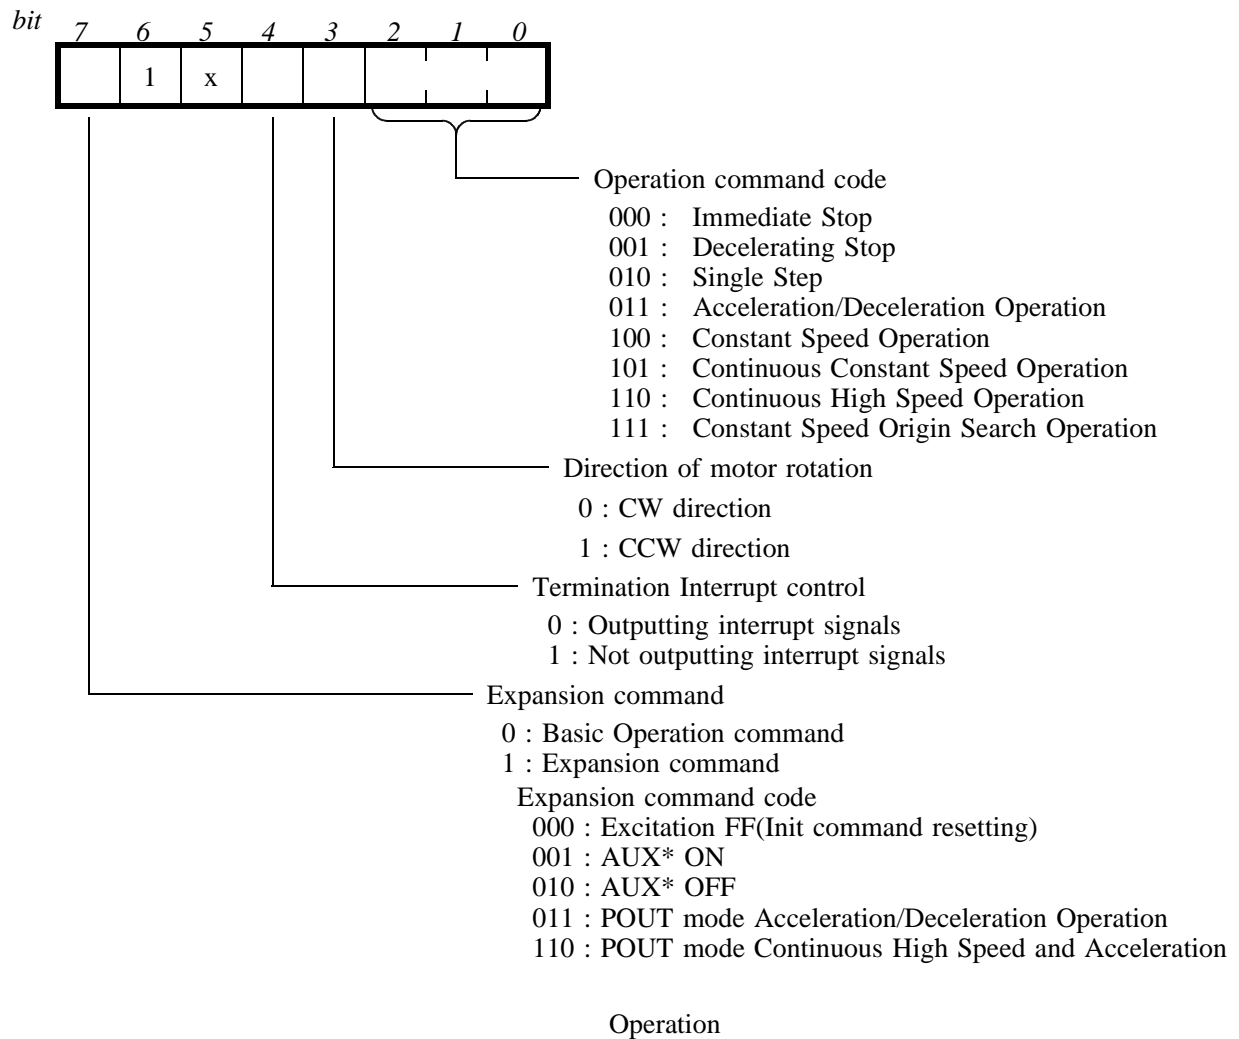 bit 7 6 5 4 3 2 1 0
1 x
Operation command code
000 : Immediate Stop
001 : Decelerating Stop
010 : Single Step
011 : Acceleration/Deceleration Operation
100 : Constant Speed Operation
101 : Continuous Constant Speed Operation
110 : Continuous High Speed Operation
111 : Constant Speed Origin Search Operation
Direction of motor rotation
0 : CW direction
1 : CCW direction
Termination Interrupt control
0 : Outputting interrupt signals
1 : Not outputting interrupt signals
Expansion command
0 : Basic Operation command
1 : Expansion command
Expansion command code
000 : Excitation FF(Init command resetting)
001 : AUX* ON
010 : AUX* OFF
011 : POUT mode Acceleration/Deceleration Operation
110 : POUT mode Continuous High Speed and Acceleration
Operation